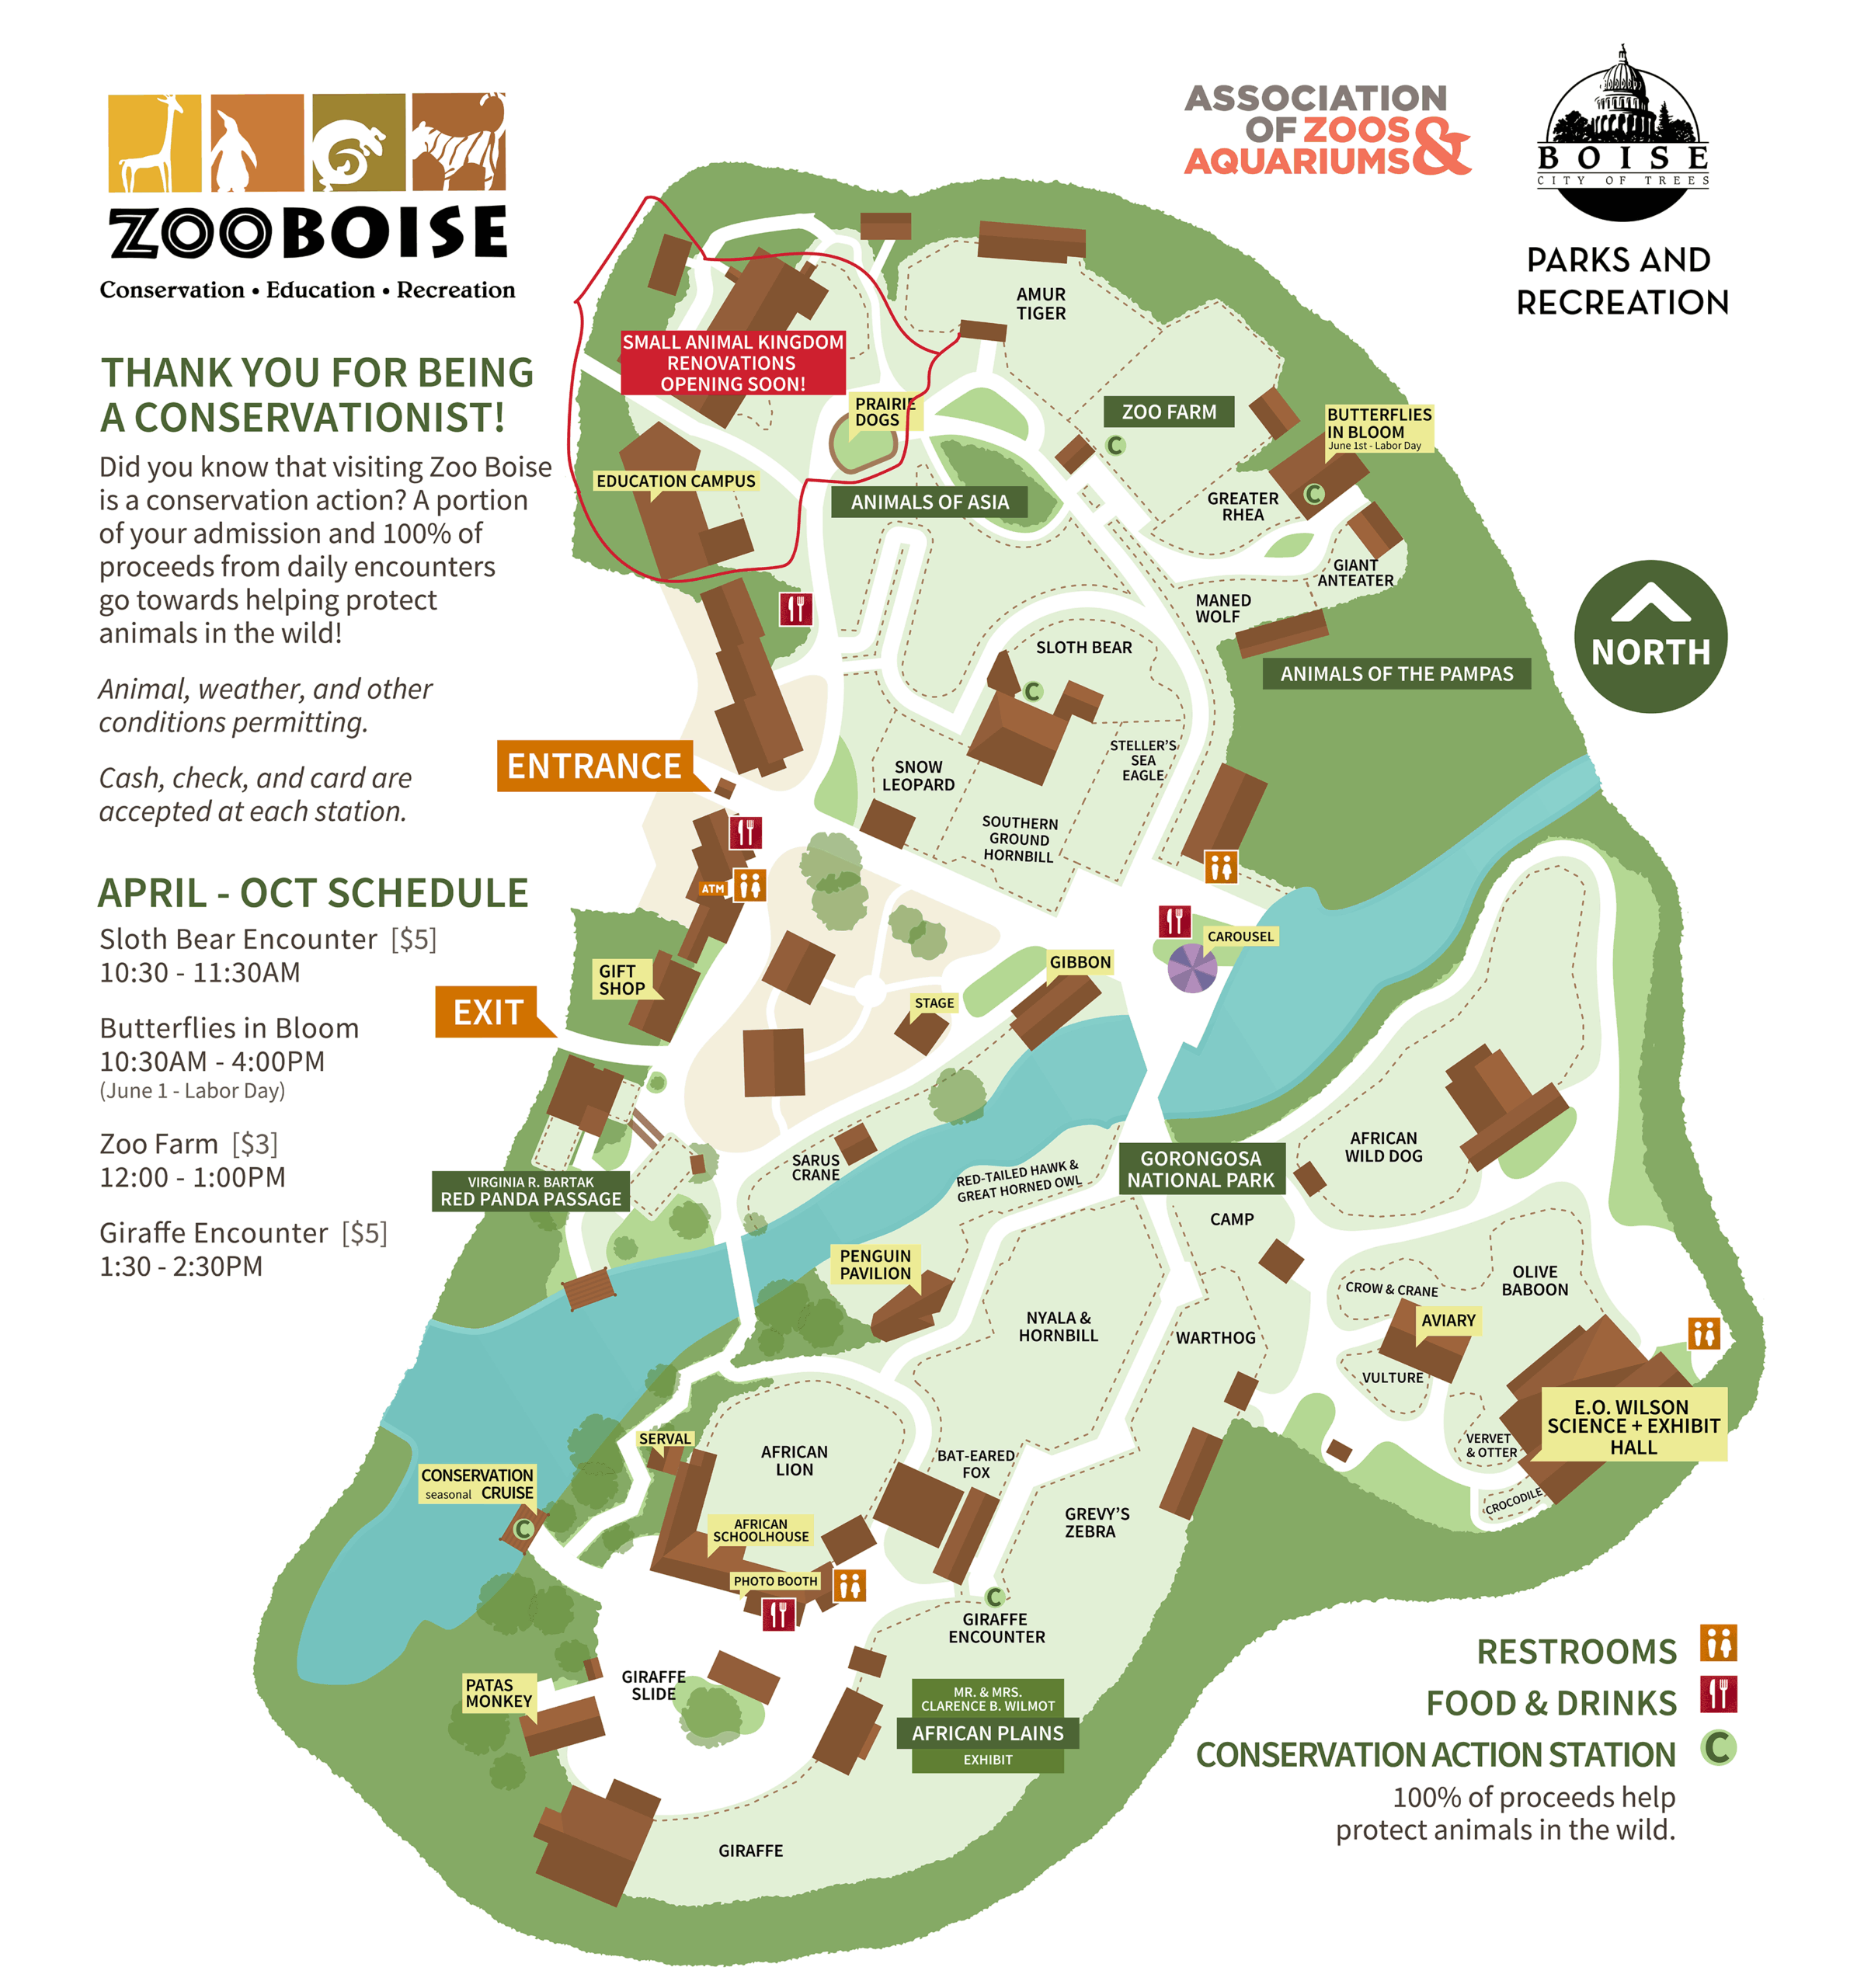 ZOOBOISE
Conservation • Education • Recreation
THANK YOU FOR BEING
A CONSERVATIONIST!
Did you know that visiting Zoo Boise
is a conservation action? A portion
of your admission and 100% of
proceeds from daily encounters
go towards helping protect
animals in the wild!
Animal, weather, and other
conditions permitting.
Cash, check, and card are
accepted at each station.
APRIL - OCT SCHEDULE
Sloth Bear Encounter [$5]
10:30 - 11:30AM
Butterflies in Bloom
10:30AM - 4:00PM
(June 1 - Labor Day)
Zoo Farm [$3]
12:00 - 1:00PM
Giraffe Encounter [$5]
1:30 - 2:30PM
ASSOCIATION
OF ZOOS &
AQUARIUMS
BOISE
CITY OF TREES
PARKS AND
RECREATION
NORTH
SMALL ANIMAL KINGDOM
RENOVATIONS
OPENING SOON!
AMUR
TIGER
PRAIRIE
DOGS
ZOO FARM
C
BUTTERFLIES
IN BLOOM
June 1st - Labor Day
C
EDUCATION CAMPUS
ANIMALS OF ASIA
GREATER
RHEA
GIANT
ANTEATER
MANED
WOLF
SLOTH BEAR
C
ANIMALS OF THE PAMPAS
STELLER'S
SEA
EAGLE
SNOW
LEOPARD
SOUTHERN
GROUND
HORNBILL
ENTRANCE
ATM
GIFT
SHOP
EXIT
STAGE
GIBBON
CAROUSEL
VIRGINIA R. BARTAK
RED PANDA PASSAGE
SARUS
CRANE
RED-TAILED HAWK &
GREAT HORNED OWL
GORONGOSA
NATIONAL PARK
AFRICAN
WILD DOG
CAMP
PENGUIN
PAVILION
NYALA &
HORNBILL
WARTHOG
CROW & CRANE
OLIVE
BABOON
AVIARY
VULTURE
VERVET
& OTTER
E.O. WILSON
SCIENCE + EXHIBIT
HALL
CROCODILE
SERVAL
AFRICAN
LION
BAT-EARED
FOX
CONSERVATION
seasonal CRUISE
C
AFRICAN
SCHOOLHOUSE
PHOTO BOOTH
GREVY'S
ZEBRA
C
GIRAFFE
ENCOUNTER
PATAS
MONKEY
GIRAFFE
SLIDE
MR. & MRS.
CLARENCE B. WILMOT
AFRICAN PLAINS
EXHIBIT
GIRAFFE
RESTROOMS
FOOD & DRINKS
CONSERVATION ACTION STATION C
100% of proceeds help
protect animals in the wild.